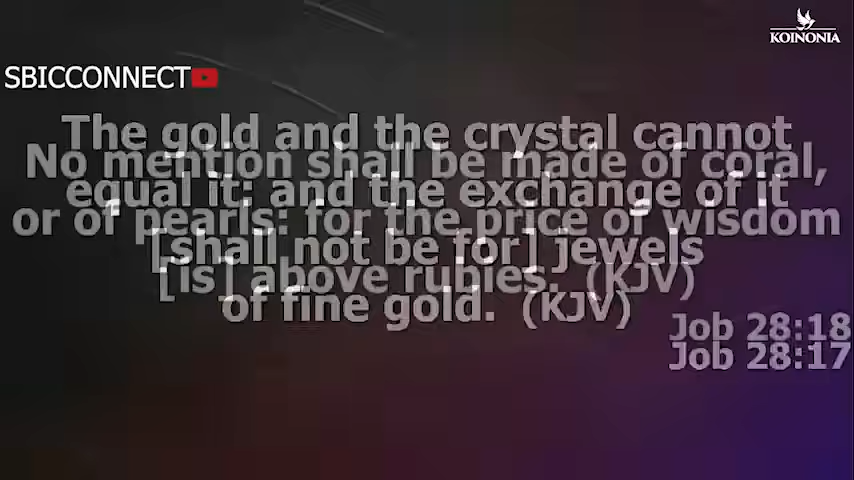 KOINONIA
SBICCONNECT
The gold and the crystal cannot
No mention shall be made of coral,
equal it: and the exchange of it
or of pearls: for the price of wisdom
[shall not be for] jewels
[is] above rubies. (KJV)
of fine gold. (KJV)
Job 28:18
Job 28:17